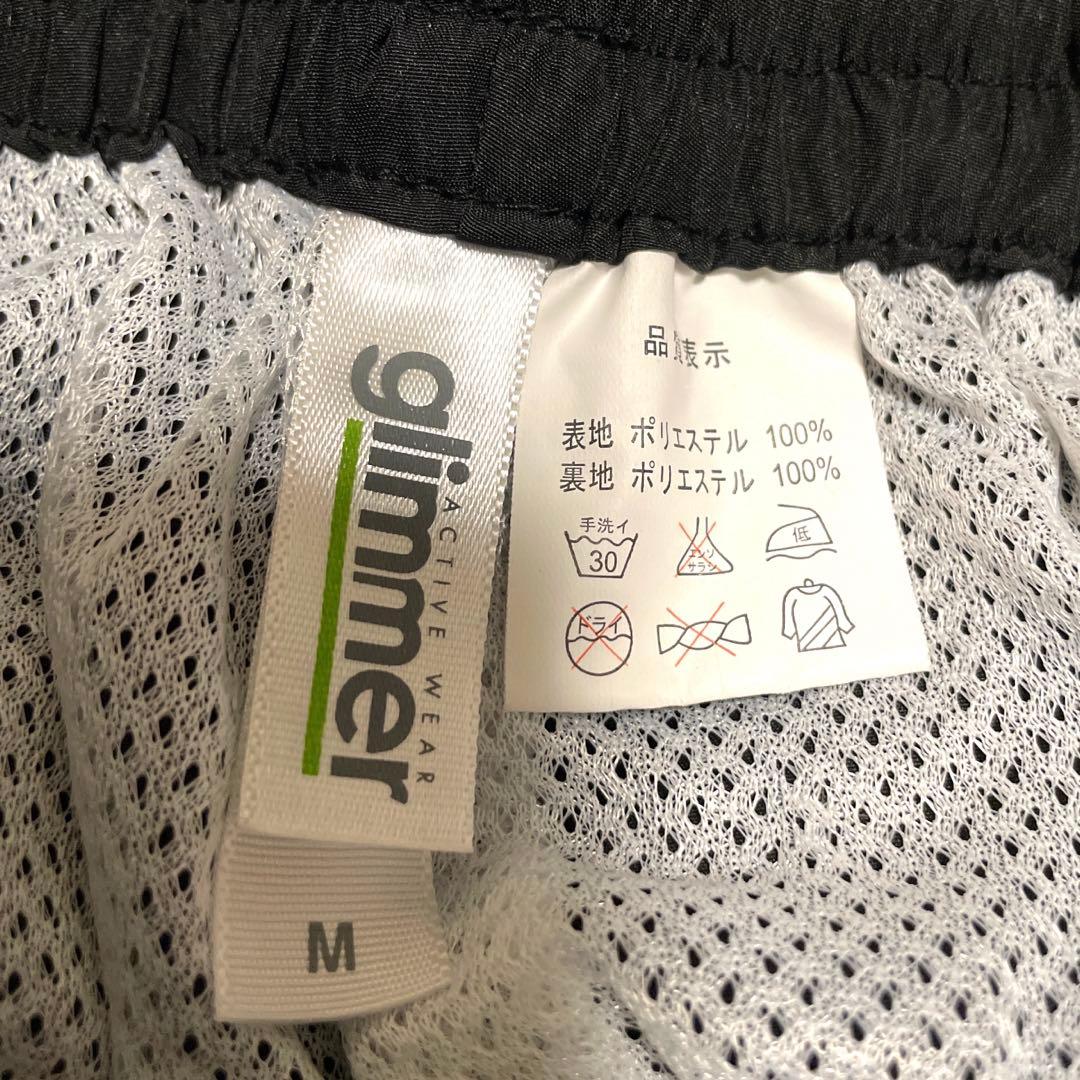 glimmer
ACTIVE WEAR
M
品質表示
表地 ポリエステル 100%
裏地 ポリエステル 100%
手洗イ
30
エンソ
サラシ
低
ドライ